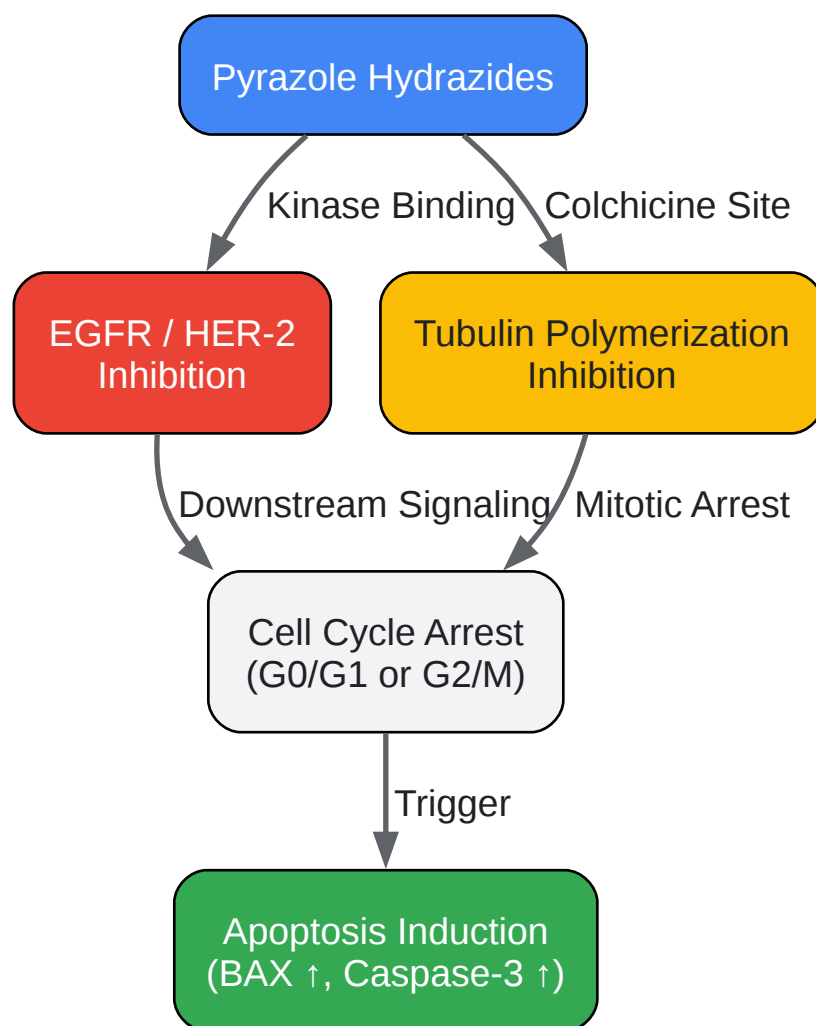 Pyrazole Hydrazides
Kinase Binding
Colchicine Site
EGFR / HER-2
Inhibition
Tubulin Polymerization
Inhibition
Downstream Signaling
Mitotic Arrest
Cell Cycle Arrest
(G0/G1 or G2/M)
Trigger
Apoptosis Induction
(BAX ↑, Caspase-3 ↑)